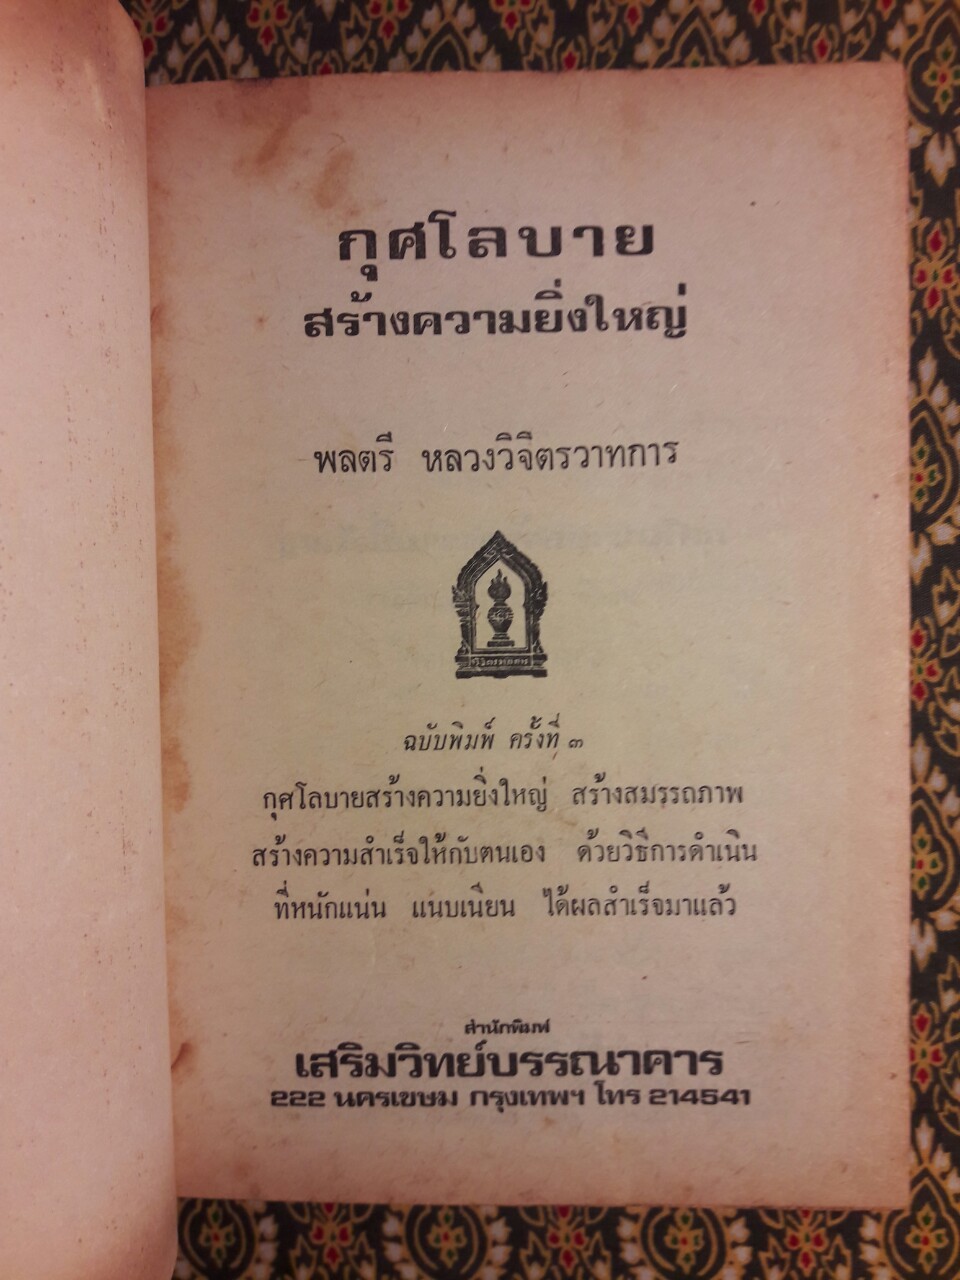 กุศโลบาย
สร้างความยิ่งใหญ่
พลตรี หลวงวิจิตรวาทการ
ฉบับพิมพ์ ครั้งที่ ๓
กุศโลบายสร้างความยิ่งใหญ่ สร้างสมรรถภาพ
สร้างความสำเร็จให้กับตนเอง ด้วยวิธีการดำเนิน
ที่หนักแน่น แนบเนียน ได้ผลสำเร็จมาแล้ว
สำนักพิมพ์
เสริมวิทย์บรรณาคาร
222 นครเขษม กรุงเทพฯ โทร 214541